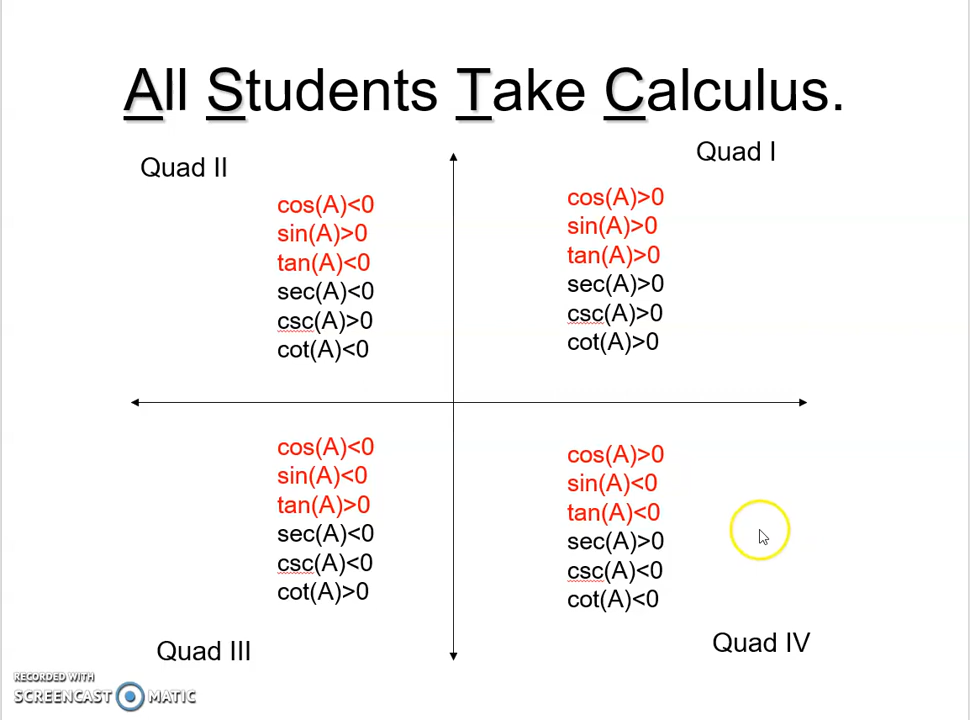 All Students Take Calculus.
Quad II
Quad I
cos(A)<0
sin(A)>0
tan(A)<0
sec(A)<0
csc(A)>0
cot(A)<0
cos(A)>0
sin(A)>0
tan(A)>0
sec(A)>0
csc(A)>0
cot(A)>0
cos(A)<0
sin(A)<0
tan(A)>0
sec(A)<0
csc(A)<0
cot(A)>0
cos(A)>0
sin(A)<0
tan(A)<0
sec(A)>0
csc(A)<0
cot(A)<0
Quad III
Quad IV
RECORDED WITH
SCREENCAST MATIC